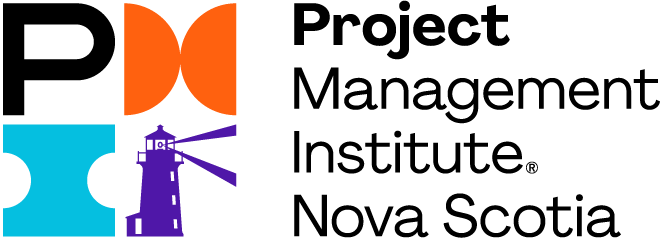 P
Project
Management
Institute®
Nova Scotia